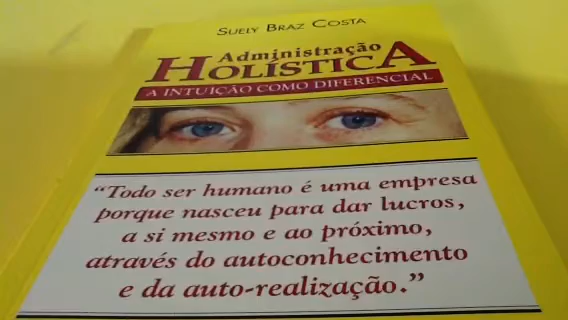 SUELY BRAZ COSTA
Administração
HOLÍSTICA
A INTUIÇÃO COMO DIFERENCIAL
“Todo ser humano é uma empresa
porque nasceu para dar lucros,
a si mesmo e ao próximo,
através do autoconhecimento
e da auto-realização.”